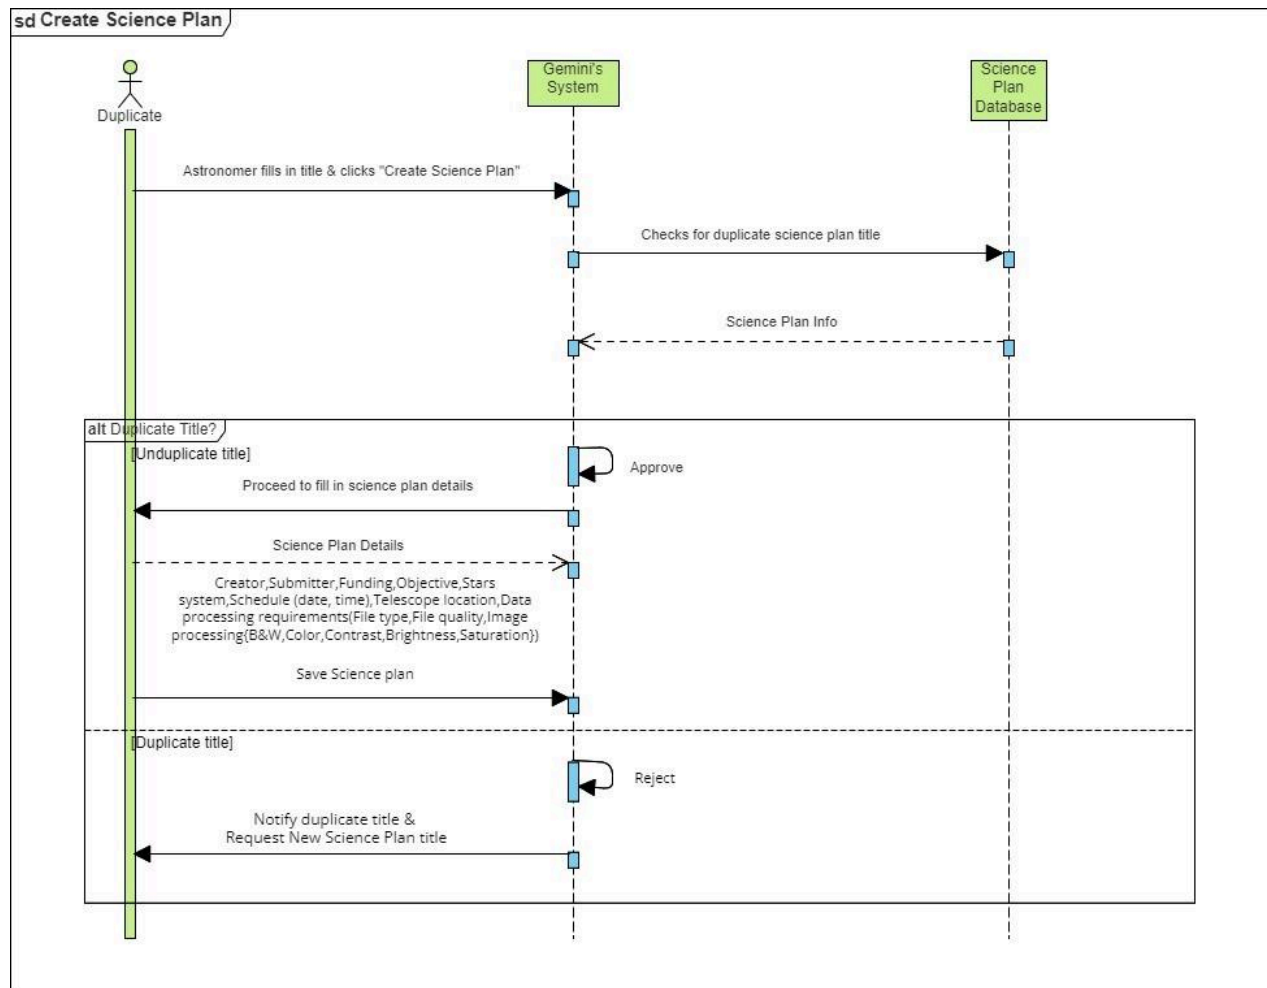 sd Create Science Plan
Gemini's
System
Science
Plan
Database
Duplicate
Astronomer fills in title & clicks "Create Science Plan"
Checks for duplicate science plan title
Science Plan Info
alt Duplicate Title?
[Unduplicate title]
Approve
Proceed to fill in science plan details
Science Plan Details
Creator,Submitter,Funding,Objective,Stars
system,Schedule (date, time),Telescope location,Data
processing requirements(File type,File quality,Image
processing{B&W,Color,Contrast,Brightness,Saturation})
Save Science plan
[Duplicate title]
Reject
Notify duplicate title &
Request New Science Plan title